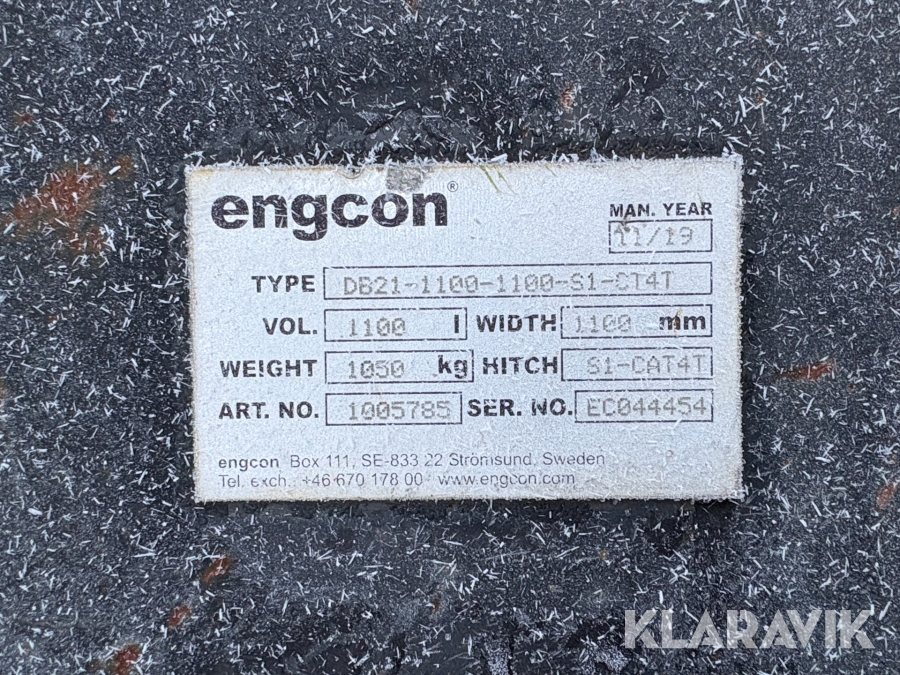 engcon®
MAN. YEAR
11/19
TYPE DB21-1100-1100-S1-CT4T
VOL. 1100 l WIDTH 1100 mm
WEIGHT 1050 kg HITCH S1-CAT4T
ART. NO. 1005785 SER. NO. EC044454
engcon Box 111, SE-833 22 Strömsund, Sweden
Tel. exch. +46 670 178 00 www.engcon.com
KLARAVIK